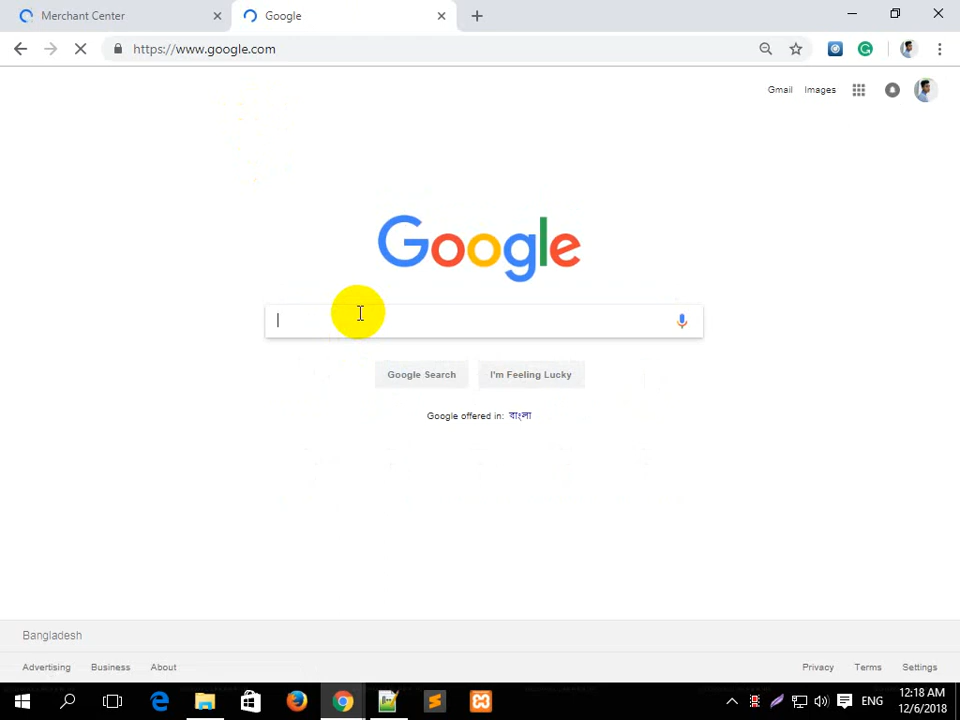 Merchant Center
Google
https://www.google.com
Gmail
Images
Google
Google Search
I'm Feeling Lucky
Google offered in: বাংলা
Bangladesh
Advertising
Business
About
Privacy
Terms
Settings
ENG
12:18 AM
12/6/2018